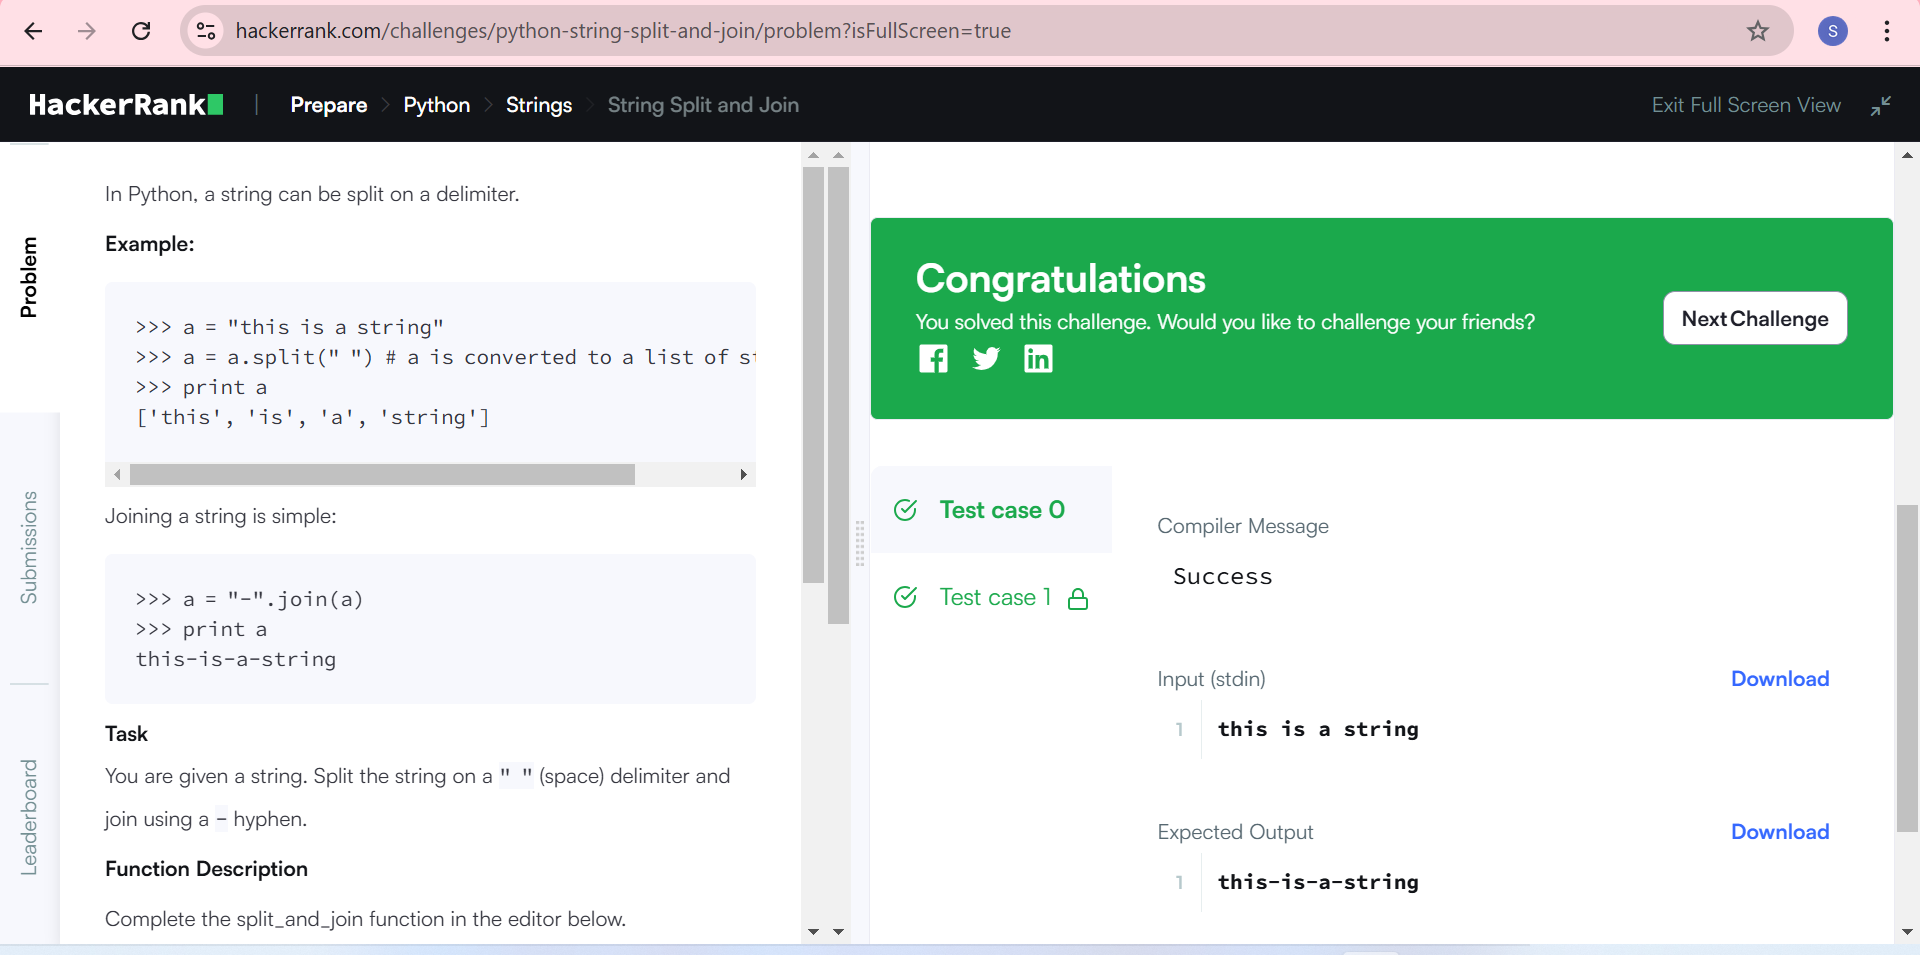 hackerrank.com/challenges/python-string-split-and-join/problem?isFullScreen=true
S
HackerRank
Prepare
Python
Strings
String Split and Join
Exit Full Screen View
Problem
Submissions
Leaderboard
In Python, a string can be split on a delimiter.
Example:
>>> a = "this is a string"
>>> a = a.split(" ") # a is converted to a list of
>>> print a
['this', 'is', 'a', 'string']
Joining a string is simple:
>>> a = "-".join(a)
>>> print a
this-is-a-string
Task
You are given a string. Split the string on a " " (space) delimiter and
join using a - hyphen.
Function Description
Complete the split_and_join function in the editor below.
Congratulations
You solved this challenge. Would you like to challenge your friends?
Next Challenge
Test case 0
Test case 1
Compiler Message
Success
Input (stdin)
Download
1 this is a string
Expected Output
Download
1 this-is-a-string